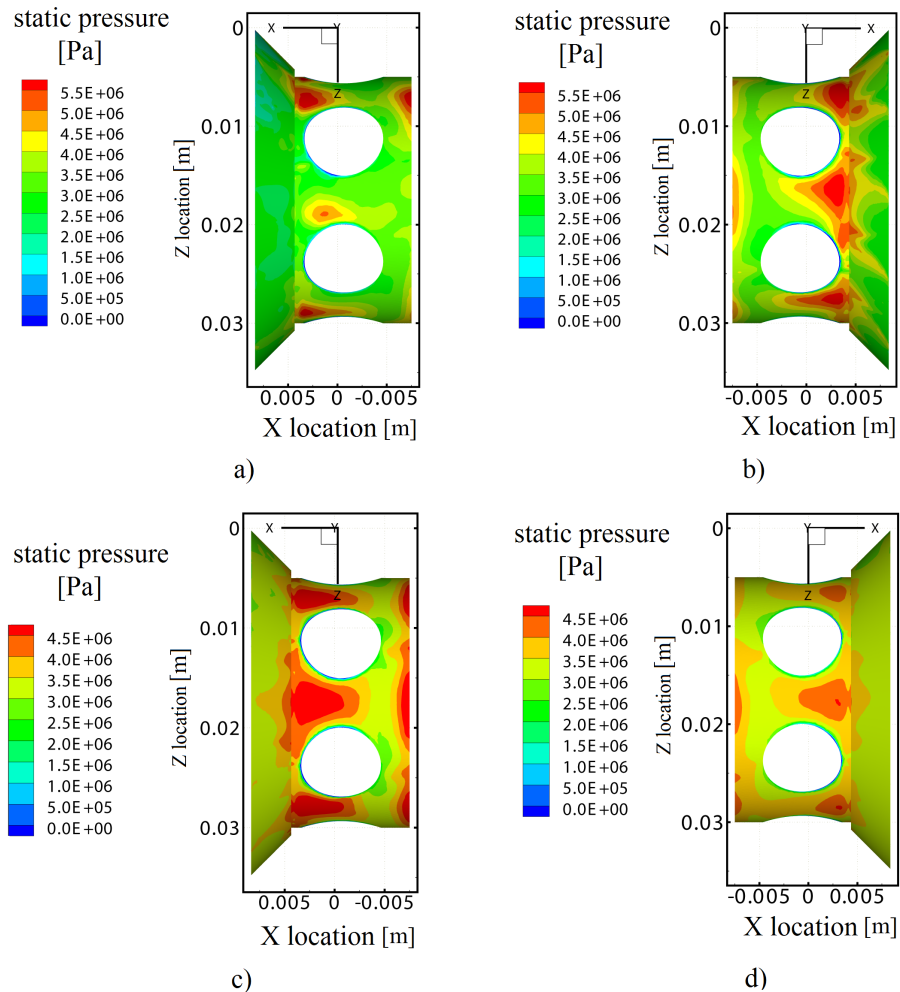 static pressure
[Pa]
5.5E+06
5.0E+06
4.5E+06
4.0E+06
3.5E+06
3.0E+06
2.5E+06
2.0E+06
1.5E+06
1.0E+06
5.0E+05
0.0E+00
Z location [m]
0
0.01
0.02
0.03
X
Y
Z
0.005 0 -0.005
X location [m]
a)
static pressure
[Pa]
5.5E+06
5.0E+06
4.5E+06
4.0E+06
3.5E+06
3.0E+06
2.5E+06
2.0E+06
1.5E+06
1.0E+06
5.0E+05
0.0E+00
Z location [m]
0
0.01
0.02
0.03
Y
X
Z
-0.005 0 0.005
X location [m]
b)
static pressure
[Pa]
4.5E+06
4.0E+06
3.5E+06
3.0E+06
2.5E+06
2.0E+06
1.5E+06
1.0E+06
5.0E+05
0.0E+00
Z location [m]
0
0.01
0.02
0.03
X
Y
Z
0.005 0 -0.005
X location [m]
c)
static pressure
[Pa]
4.5E+06
4.0E+06
3.5E+06
3.0E+06
2.5E+06
2.0E+06
1.5E+06
1.0E+06
5.0E+05
0.0E+00
Z location [m]
0
0.01
0.02
0.03
Y
X
Z
-0.005 0 0.005
X location [m]
d)